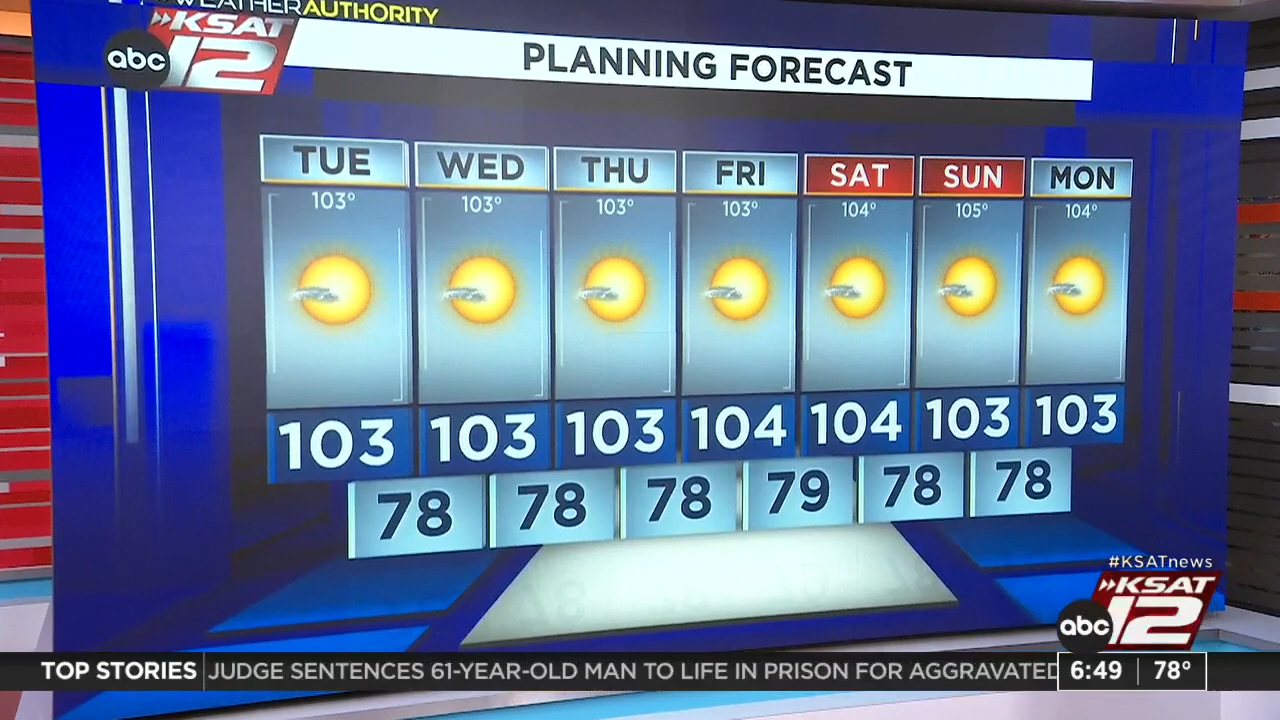 WEATHERAUTHORITY
KSAT
abc 12
PLANNING FORECAST
TUE WED THU FRI SAT SUN MON
103° 103° 103° 103° 104° 105° 104°
103 103 103 104 104 103 103
78 78 78 79 78 78
#KSATnews
KSAT
abc 12
TOP STORIES JUDGE SENTENCES 61-YEAR-OLD MAN TO LIFE IN PRISON FOR AGGRAVATED 6:49 78°